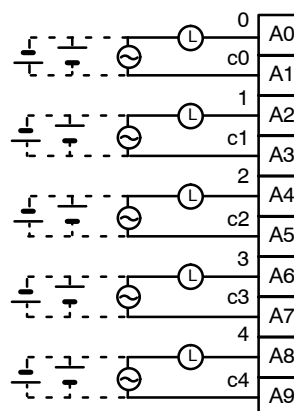 0 L A0
c0 A1
1 L A2
c1 A3
2 L A4
c2 A5
3 L A6
c3 A7
4 L A8
c4 A9